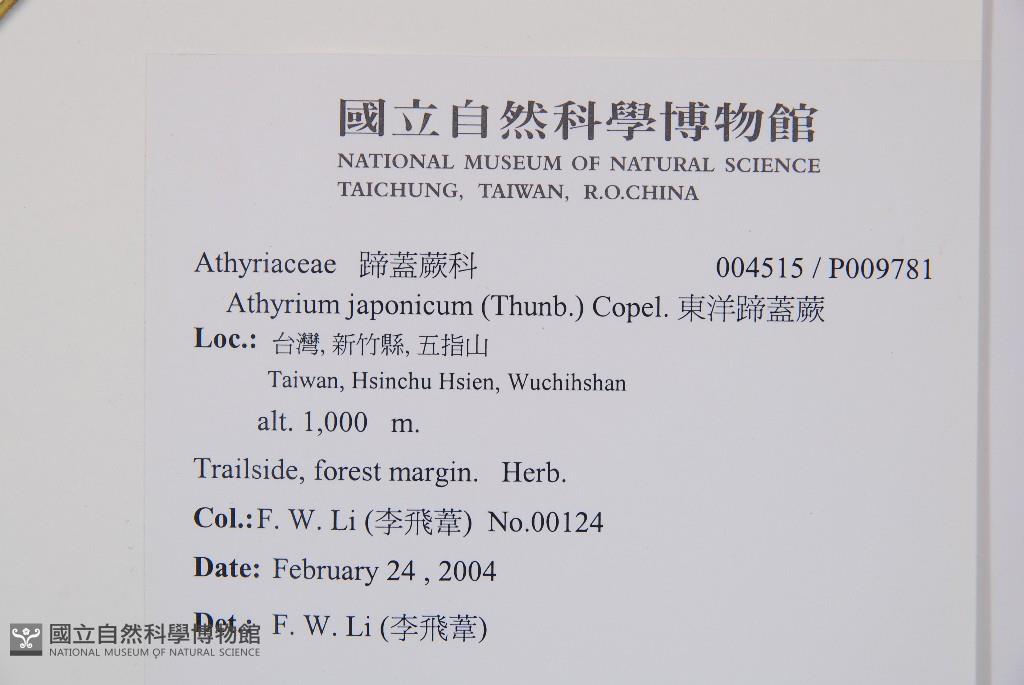 國立自然科學博物館
NATIONAL MUSEUM OF NATURAL SCIENCE
TAICHUNG, TAIWAN, R.O.CHINA
Athyriaceae 蹄蓋蕨科 004515 / P009781
Athyrium japonicum (Thunb.) Copel. 東洋蹄蓋蕨
Loc.: 台灣, 新竹縣, 五指山
Taiwan, Hsinchu Hsien, Wuchihshan
alt. 1,000 m.
Trailside, forest margin. Herb.
Col.: F. W. Li (李飛葦) No.00124
Date: February 24 , 2004
Det.: F. W. Li (李飛葦)
國立自然科學博物館
NATIONAL MUSEUM OF NATURAL SCIENCE